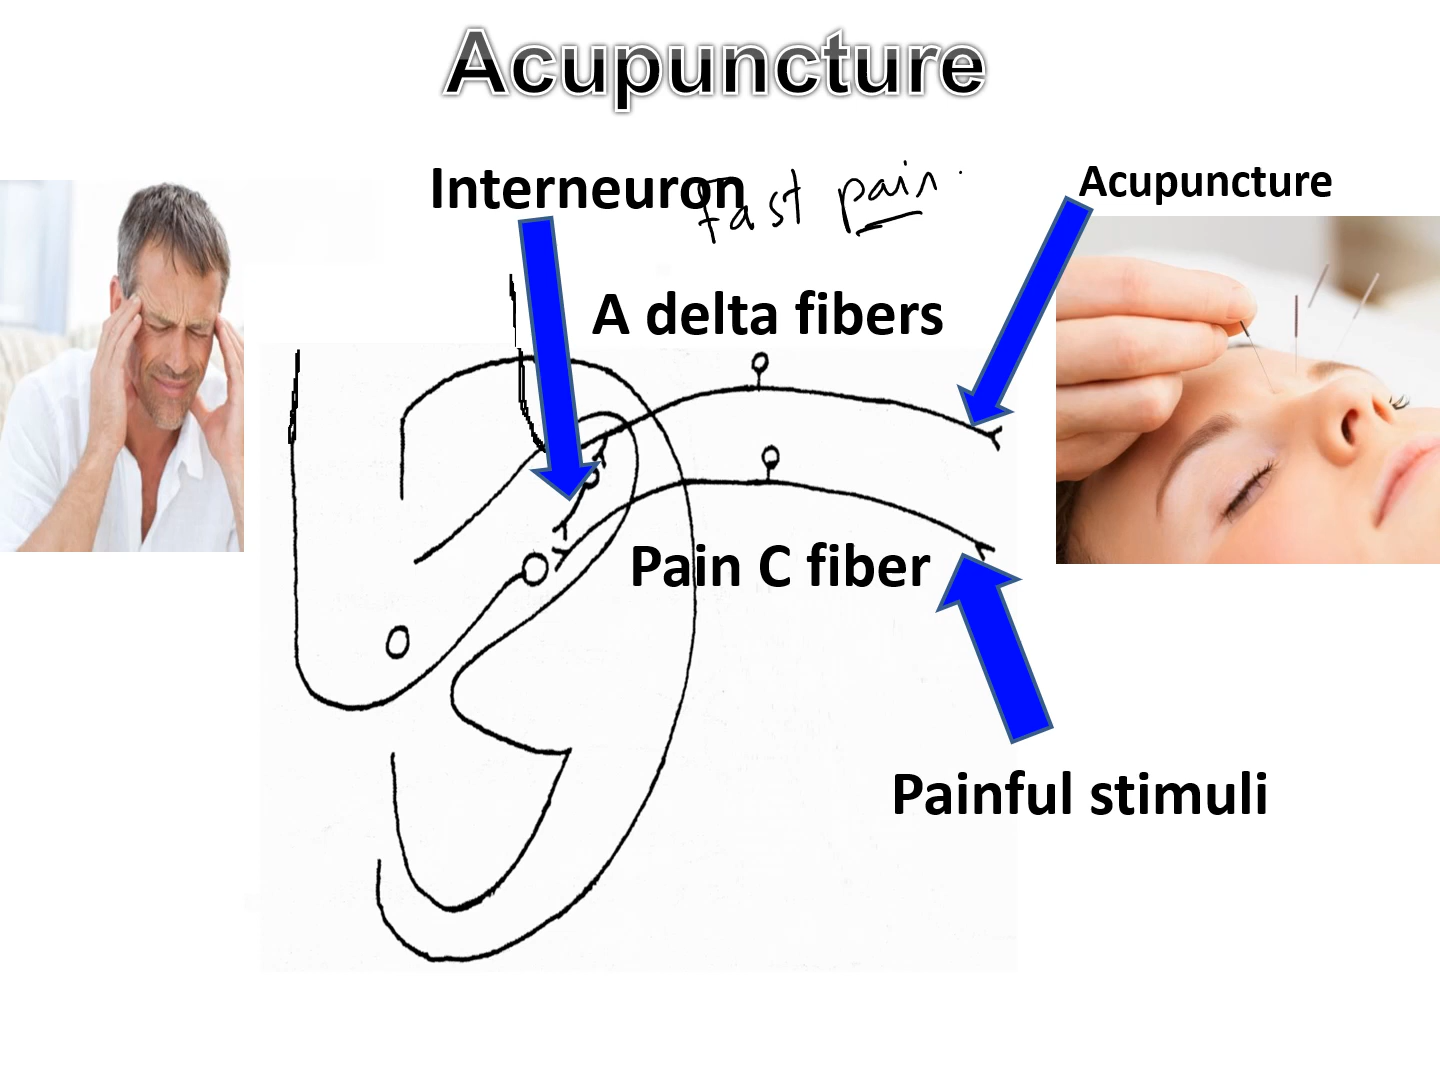 Acupuncture
Interneuron
fast pain.
Acupuncture
A delta fibers
Pain C fiber
Painful stimuli